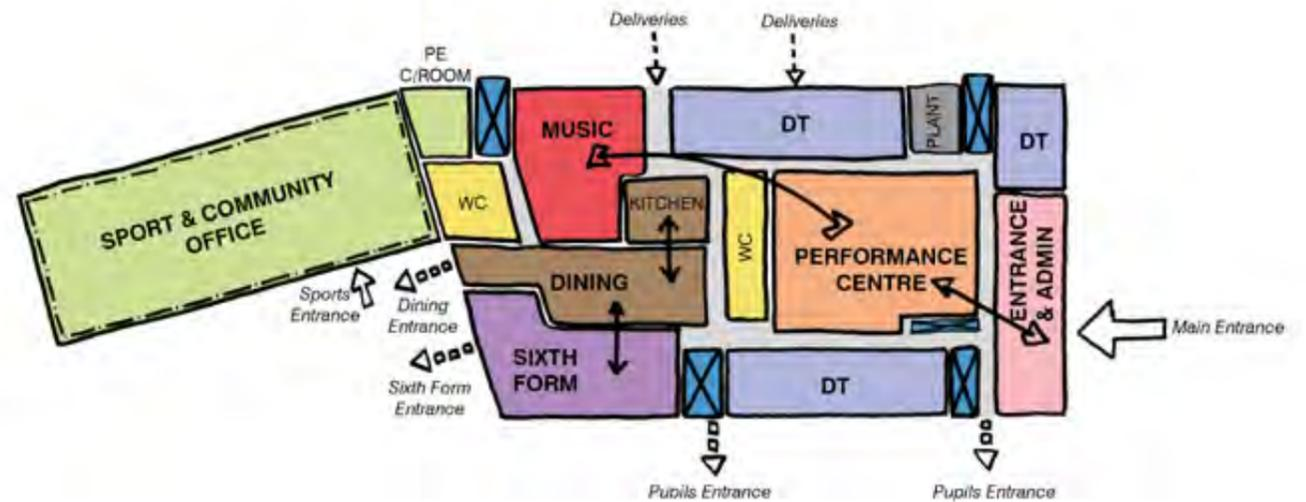 Deliveries
Deliveries
PE
C/ROOM
MUSIC
DT
PLANT
DT
SPORT & COMMUNITY
OFFICE
WC
KITCHEN
WC
PERFORMANCE
CENTRE
ENTRANCE
& ADMIN
DINING
Sports
Entrance
Dining
Entrance
Main Entrance
SIXTH
FORM
DT
Sixth Form
Entrance
Pupils Entrance
Pupils Entrance